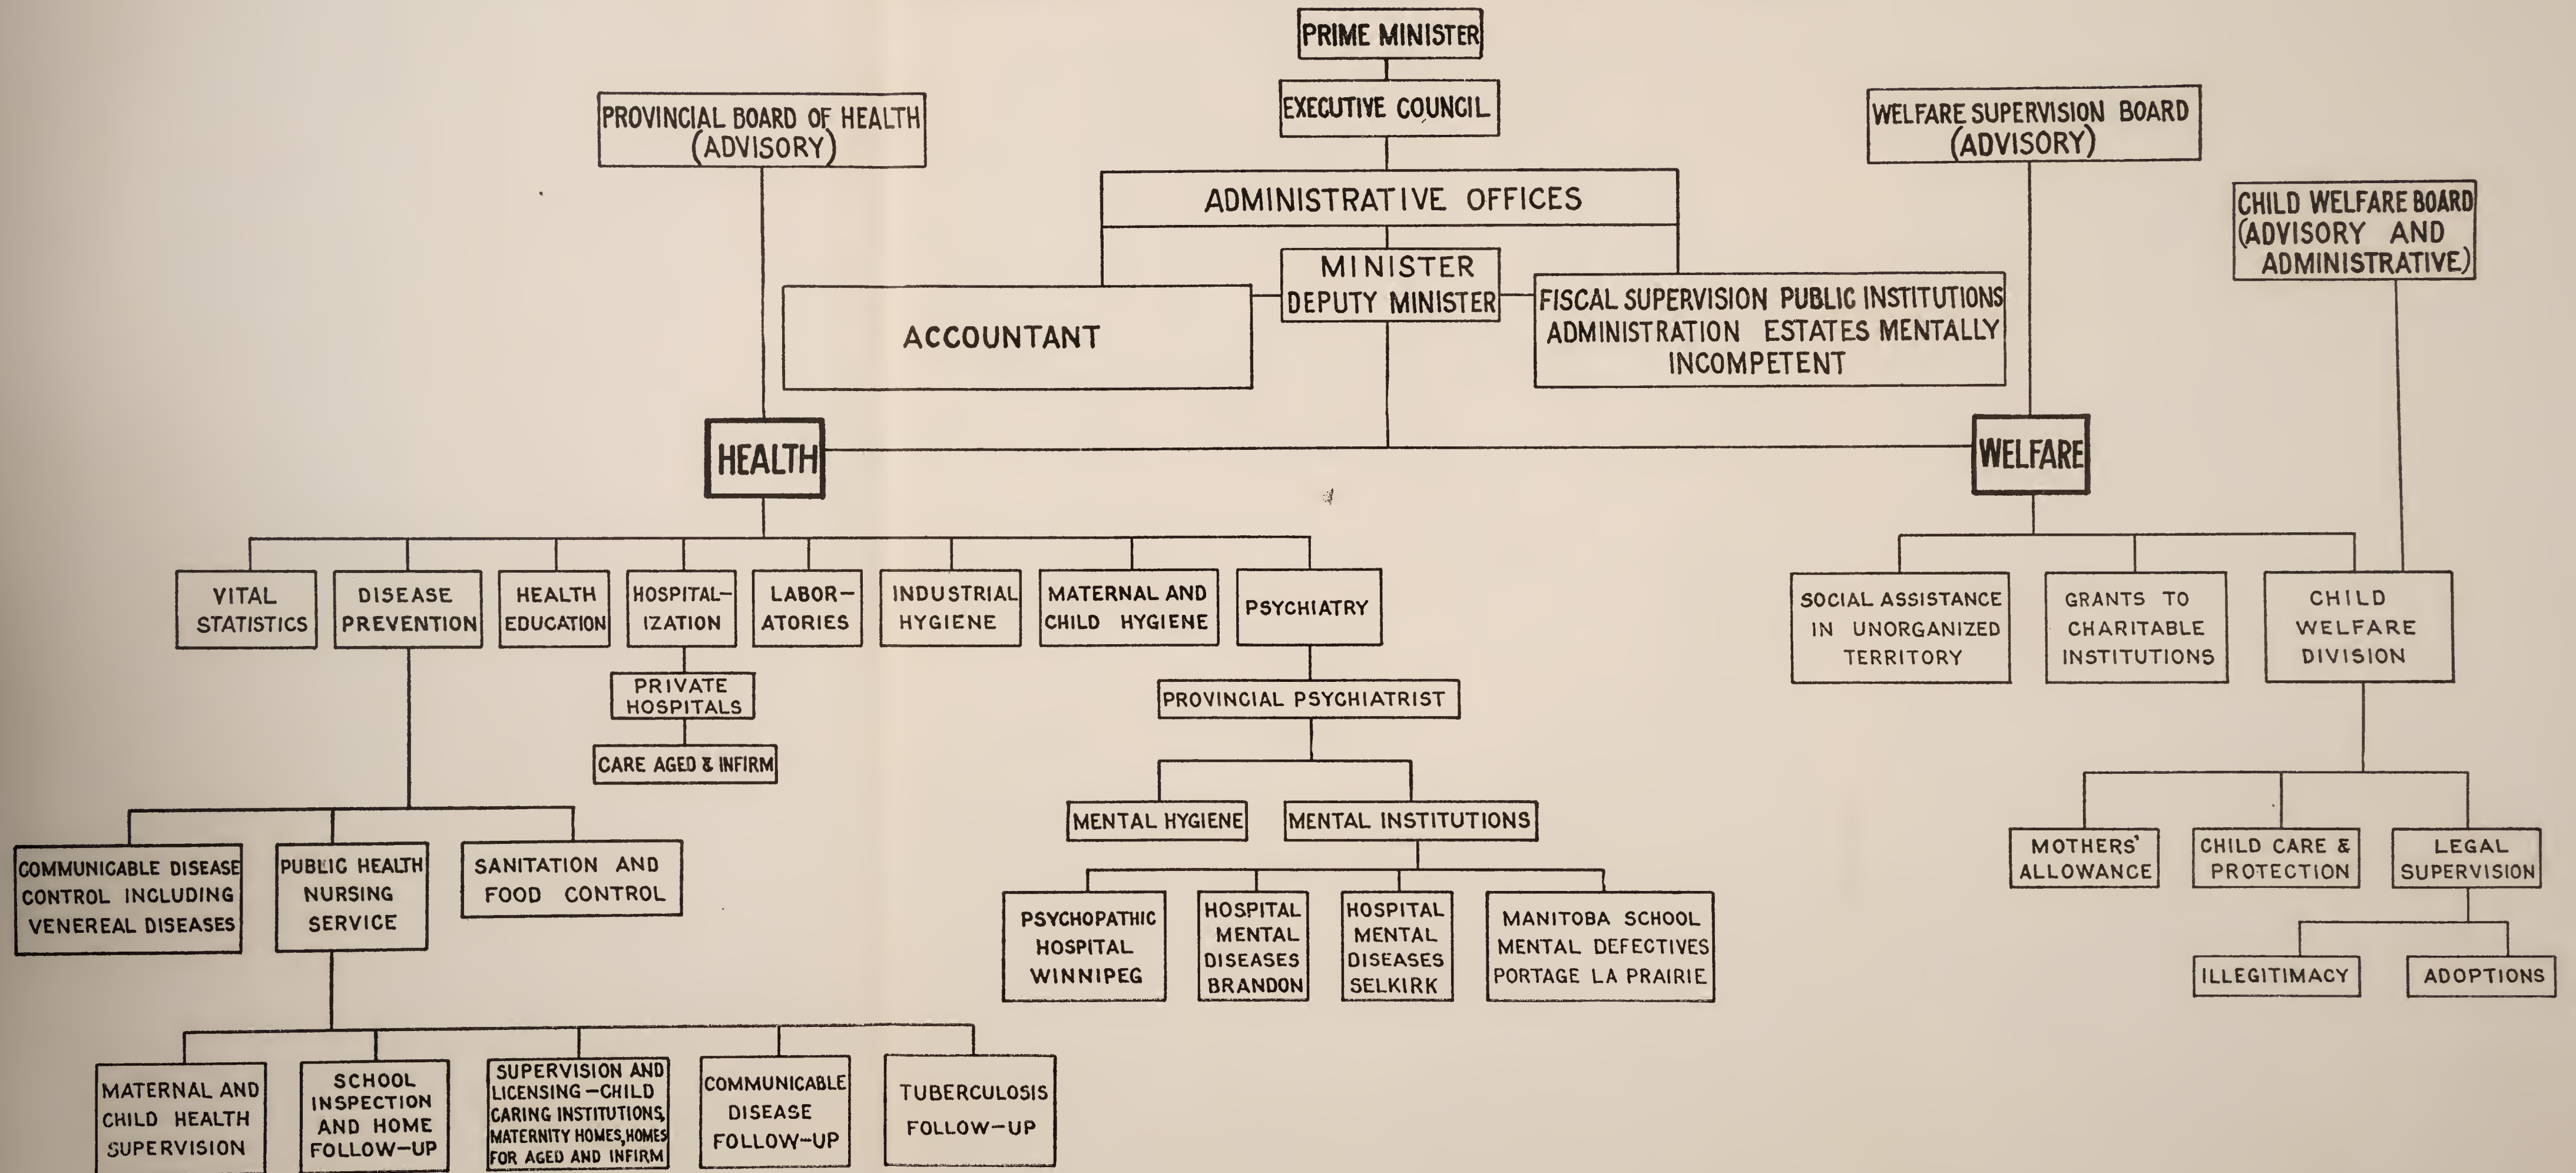 PRIME MINISTER
EXECUTIVE COUNCIL
PROVINCIAL BOARD OF HEALTH
(ADVISORY)
WELFARE SUPERVISION BOARD
(ADVISORY)
CHILD WELFARE BOARD
(ADVISORY AND
ADMINISTRATIVE)
ADMINISTRATIVE OFFICES
MINISTER
DEPUTY MINISTER
ACCOUNTANT
FISCAL SUPERVISION PUBLIC INSTITUTIONS
ADMINISTRATION ESTATES MENTALLY
INCOMPETENT
HEALTH
WELFARE
VITAL
STATISTICS
DISEASE
PREVENTION
HEALTH
EDUCATION
HOSPITAL-
IZATION
LABOR-
ATORIES
INDUSTRIAL
HYGIENE
MATERNAL AND
CHILD HYGIENE
PSYCHIATRY
SOCIAL ASSISTANCE
IN UNORGANIZED
TERRITORY
GRANTS TO
CHARITABLE
INSTITUTIONS
CHILD
WELFARE
DIVISION
PRIVATE
HOSPITALS
CARE AGED & INFIRM
PROVINCIAL PSYCHIATRIST
MENTAL HYGIENE
MENTAL INSTITUTIONS
MOTHERS'
ALLOWANCE
CHILD CARE &
PROTECTION
LEGAL
SUPERVISION
COMMUNICABLE DISEASE
CONTROL INCLUDING
VENEREAL DISEASES
PUBLIC HEALTH
NURSING
SERVICE
SANITATION AND
FOOD CONTROL
PSYCHOPATHIC
HOSPITAL
WINNIPEG
HOSPITAL
MENTAL
DISEASES
BRANDON
HOSPITAL
MENTAL
DISEASES
SELKIRK
MANITOBA SCHOOL
MENTAL DEFECTIVES
PORTAGE LA PRAIRIE
ILLEGITIMACY
ADOPTIONS
MATERNAL AND
CHILD HEALTH
SUPERVISION
SCHOOL
INSPECTION
AND HOME
FOLLOW-UP
SUPERVISION AND
LICENSING-CHILD
CARING INSTITUTIONS,
MATERNITY HOMES, HOMES
FOR AGED AND INFIRM
COMMUNICABLE
DISEASE
FOLLOW-UP
TUBERCULOSIS
FOLLOW-UP